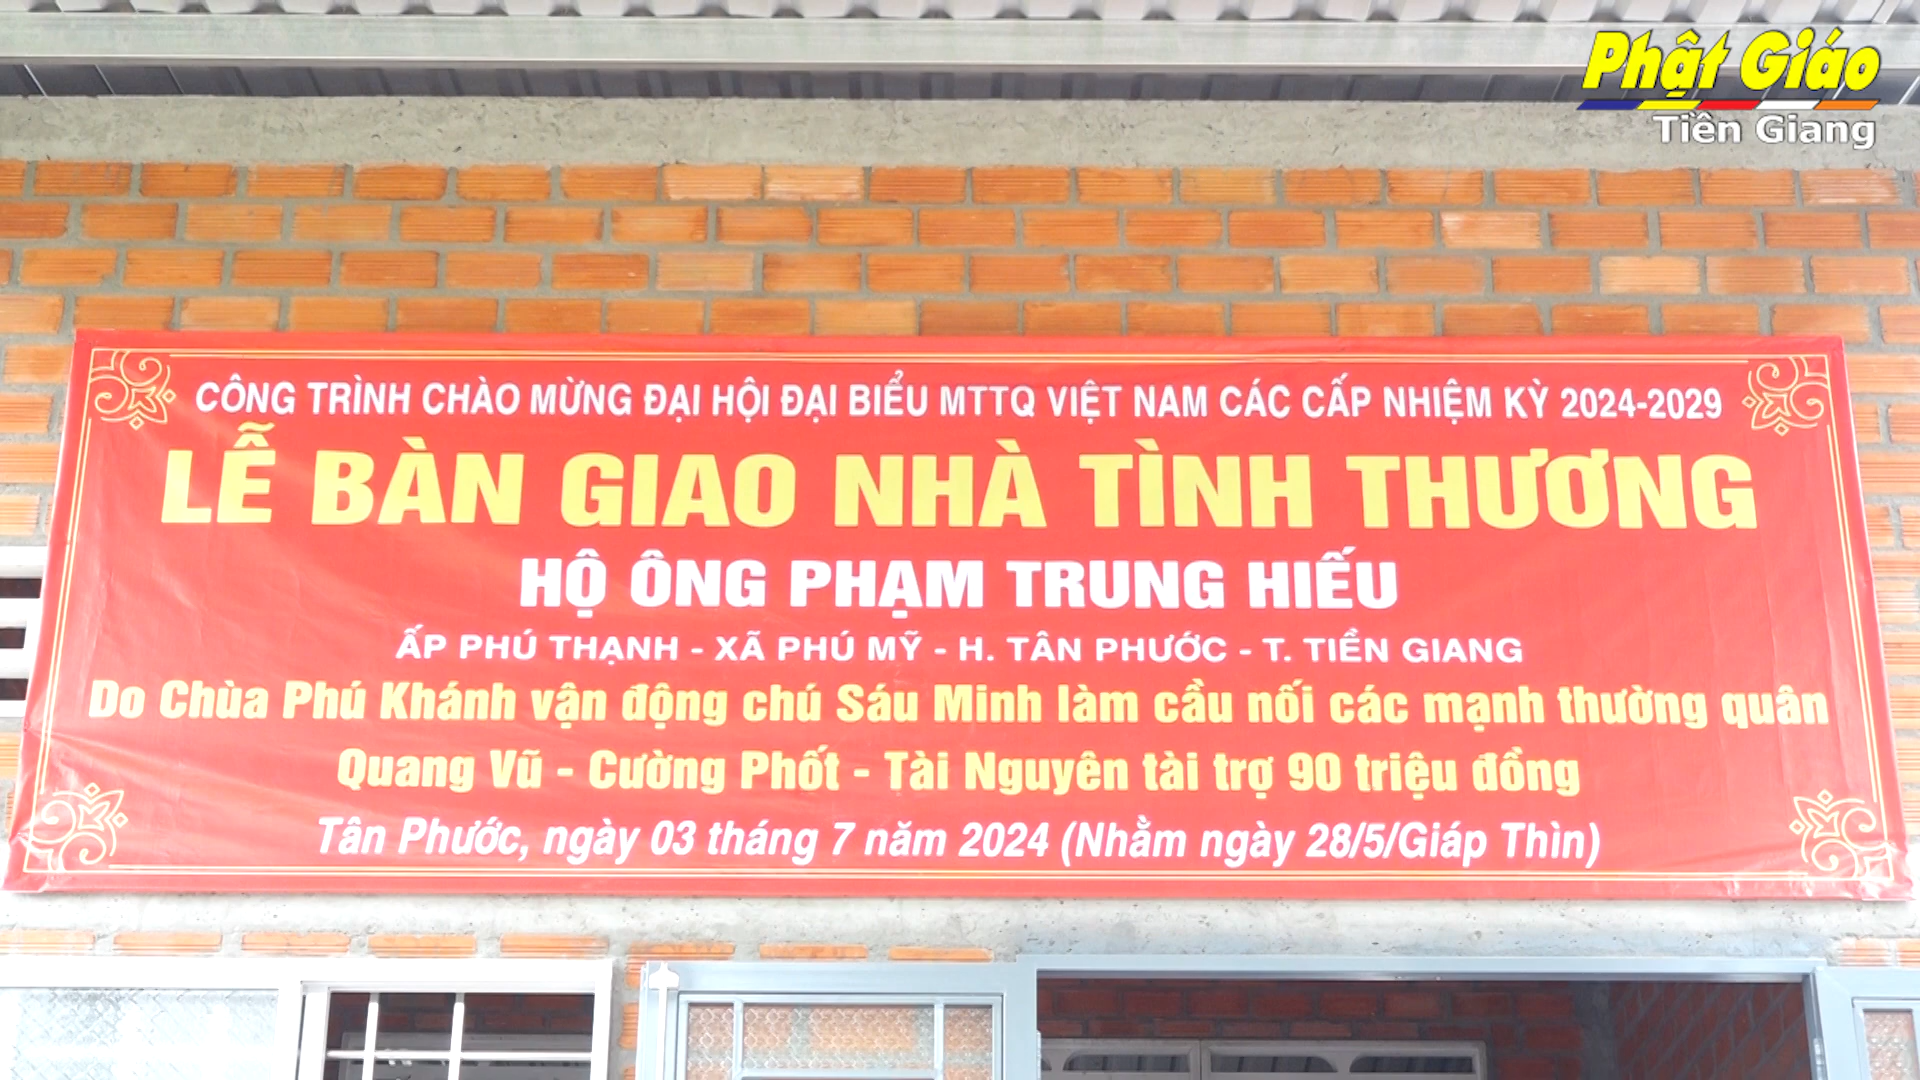 Phật Giáo
Tiền Giang
CÔNG TRÌNH CHÀO MỪNG ĐẠI HỘI ĐẠI BIỂU MTTQ VIỆT NAM CÁC CẤP NHIỆM KỲ 2024-2029
LỄ BÀN GIAO NHÀ TÌNH THƯƠNG
HỘ ÔNG PHẠM TRUNG HIẾU
ẤP PHÚ THẠNH - XÃ PHÚ MỸ - H. TÂN PHƯỚC - T. TIỀN GIANG
Do Chùa Phú Khánh vận động chú Sáu Minh làm cầu nối các mạnh thường quân
Quang Vũ - Cường Phốt - Tài Nguyên tài trợ 90 triệu đồng
Tân Phước, ngày 03 tháng 7 năm 2024 (Nhằm ngày 28/5/Giáp Thìn)